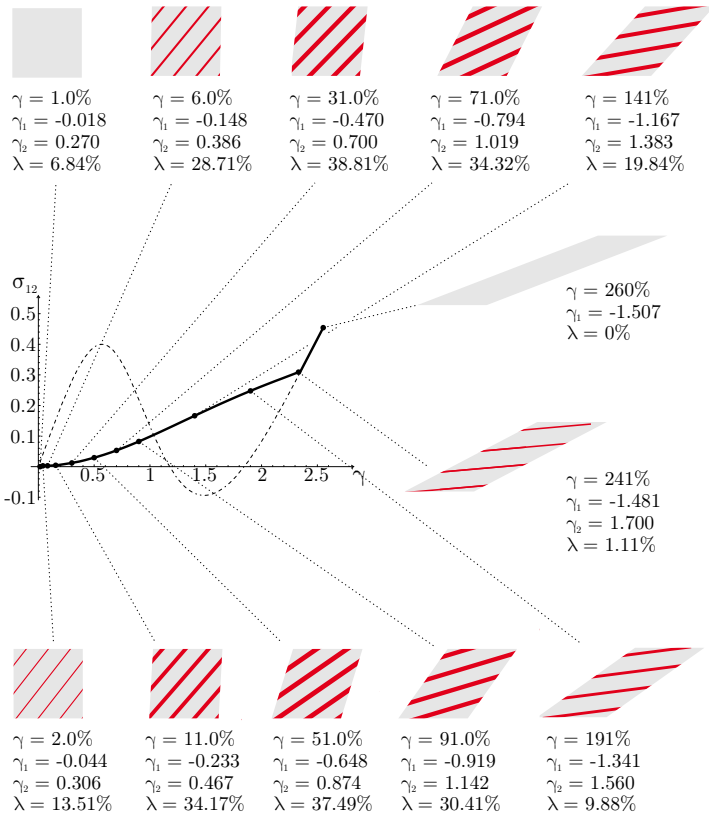 γ = 1.0%
γ₁ = -0.018
γ₂ = 0.270
λ = 6.84%
γ = 6.0%
γ₁ = -0.148
γ₂ = 0.386
λ = 28.71%
γ = 31.0%
γ₁ = -0.470
γ₂ = 0.700
λ = 38.81%
γ = 71.0%
γ₁ = -0.794
γ₂ = 1.019
λ = 34.32%
γ = 141%
γ₁ = -1.167
γ₂ = 1.383
λ = 19.84%
σ₁₂
0.5
0.4
0.3
0.2
0.1
-0.1
0.5
1
1.5
2
2.5
γ
γ = 260%
γ₁ = -1.507
λ = 0%
γ = 241%
γ₁ = -1.481
γ₂ = 1.700
λ = 1.11%
γ = 2.0%
γ₁ = -0.044
γ₂ = 0.306
λ = 13.51%
γ = 11.0%
γ₁ = -0.233
γ₂ = 0.467
λ = 34.17%
γ = 51.0%
γ₁ = -0.648
γ₂ = 0.874
λ = 37.49%
γ = 91.0%
γ₁ = -0.919
γ₂ = 1.142
λ = 30.41%
γ = 191%
γ₁ = -1.341
γ₂ = 1.560
λ = 9.88%